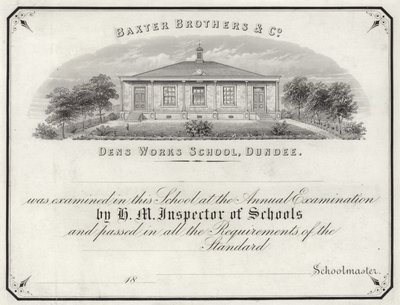 BAXTER BROTHERS & Co.
DENS WORKS SCHOOL, DUNDEE.
was examined in this School at the Annual Examination
by H. M. Inspector of Schools
and passed in all the Requirements of the
Standard
Schoolmaster.
18